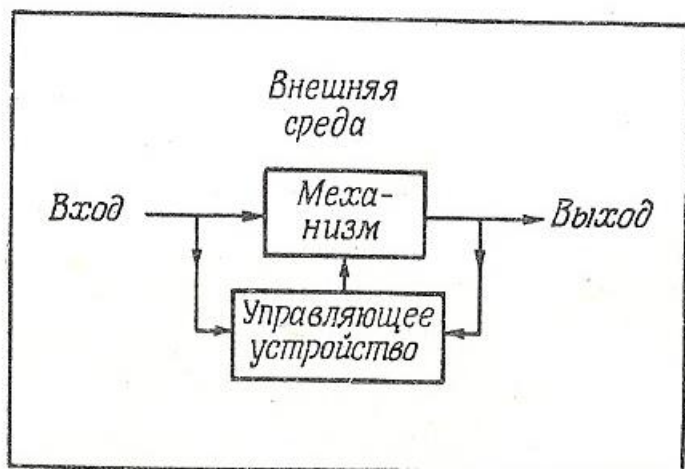 Внешняя
среда
Вход
Меха-
низм
Выход
Управляющее
устройство